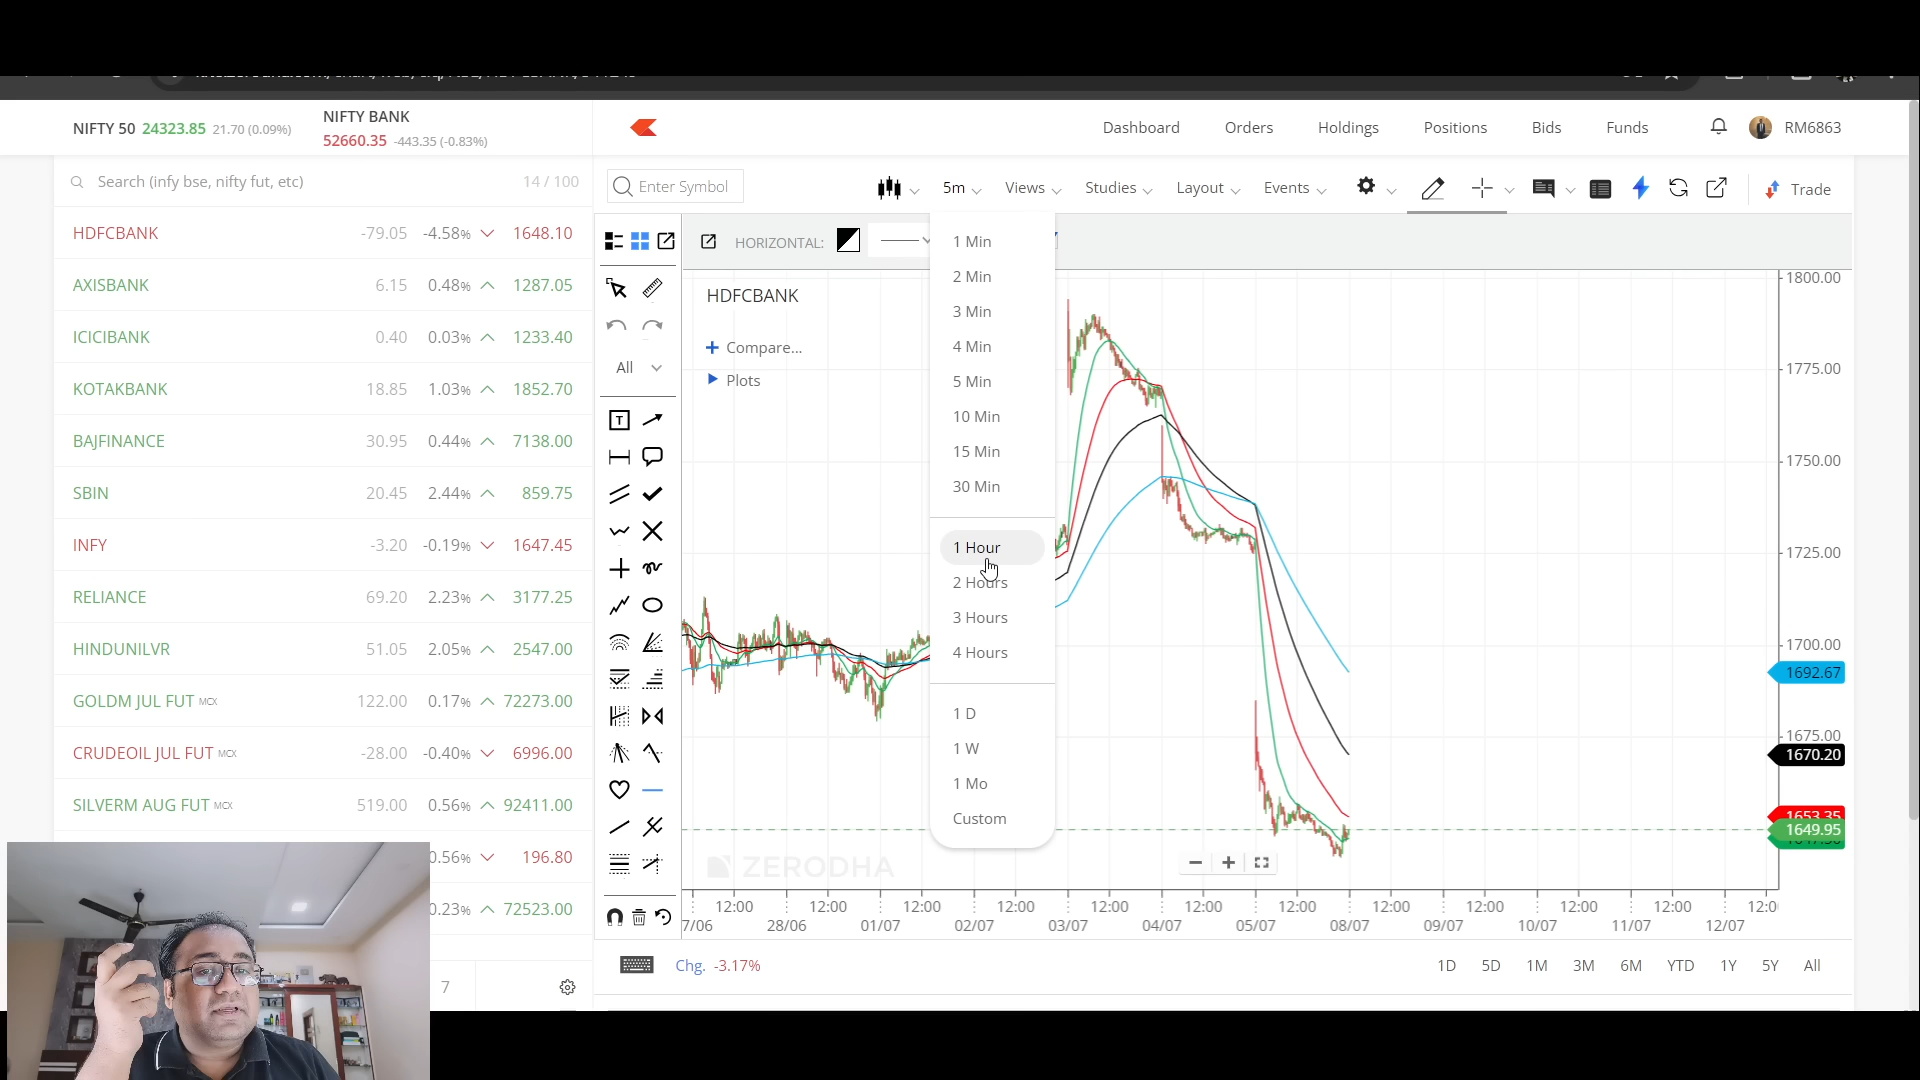 NIFTY 50 24323.85 21.70 (0.09%)
NIFTY BANK
52660.35 -443.35 (-0.83%)
Dashboard Orders Holdings Positions Bids Funds RM6863
Search (infy bse, nifty fut, etc) 14 / 100
Enter Symbol 5m Views Studies Layout Events Trade
HDFCBANK -79.05 -4.58% 1648.10
AXISBANK 6.15 0.48% 1287.05
ICICIBANK 0.40 0.03% 1233.40
KOTAKBANK 18.85 1.03% 1852.70
BAJFINANCE 30.95 0.44% 7138.00
SBIN 20.45 2.44% 859.75
INFY -3.20 -0.19% 1647.45
RELIANCE 69.20 2.23% 3177.25
HINDUNILVR 51.05 2.05% 2547.00
GOLDM JUL FUT MCX 122.00 0.17% 72273.00
CRUDEOIL JUL FUT MCX -28.00 -0.40% 6996.00
SILVERM AUG FUT MCX 519.00 0.56% 92411.00
0.56% 196.80
0.23% 72523.00
7
HORIZONTAL:
All
T
HDFCBANK
Compare...
Plots
1 Min
2 Min
3 Min
4 Min
5 Min
10 Min
15 Min
30 Min
1 Hour
2 Hours
3 Hours
4 Hours
1 D
1 W
1 Mo
Custom
1800.00
1775.00
1750.00
1725.00
1700.00
1692.67
1675.00
1670.20
1653.35
1649.95
ZERODHA
12:00 12:00 12:00 12:00 12:00 12:00 12:00 12:00 12:00 12:00 12:00
7/06 28/06 01/07 02/07 03/07 04/07 05/07 08/07 09/07 10/07 11/07 12/07
Chg. -3.17%
1D 5D 1M 3M 6M YTD 1Y 5Y All